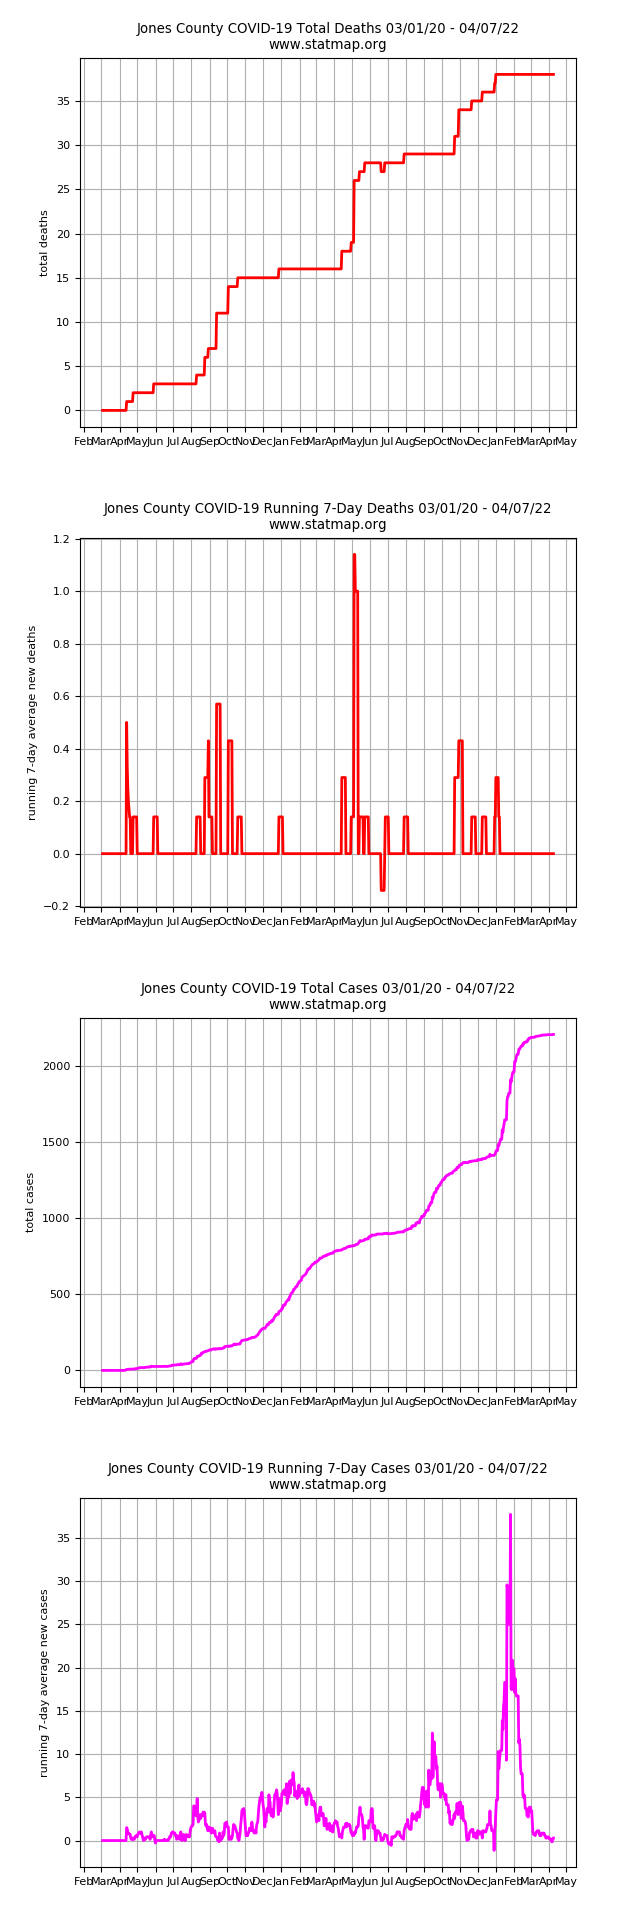 Jones County COVID-19 Total Deaths 03/01/20 - 04/07/22
www.statmap.org
total deaths
35
30
25
20
15
10
5
0
Feb Mar Apr May Jun Jul Aug Sep Oct Nov Dec Jan Feb Mar Apr May Jun Jul Aug Sep Oct Nov Dec Jan Feb Mar Apr May
Jones County COVID-19 Running 7-Day Deaths 03/01/20 - 04/07/22
www.statmap.org
running 7-day average new deaths
1.2
1.0
0.8
0.6
0.4
0.2
0.0
−0.2
Feb Mar Apr May Jun Jul Aug Sep Oct Nov Dec Jan Feb Mar Apr May Jun Jul Aug Sep Oct Nov Dec Jan Feb Mar Apr May
Jones County COVID-19 Total Cases 03/01/20 - 04/07/22
www.statmap.org
total cases
2000
1500
1000
500
0
Feb Mar Apr May Jun Jul Aug Sep Oct Nov Dec Jan Feb Mar Apr May Jun Jul Aug Sep Oct Nov Dec Jan Feb Mar Apr May
Jones County COVID-19 Running 7-Day Cases 03/01/20 - 04/07/22
www.statmap.org
running 7-day average new cases
35
30
25
20
15
10
5
0
Feb Mar Apr May Jun Jul Aug Sep Oct Nov Dec Jan Feb Mar Apr May Jun Jul Aug Sep Oct Nov Dec Jan Feb Mar Apr May